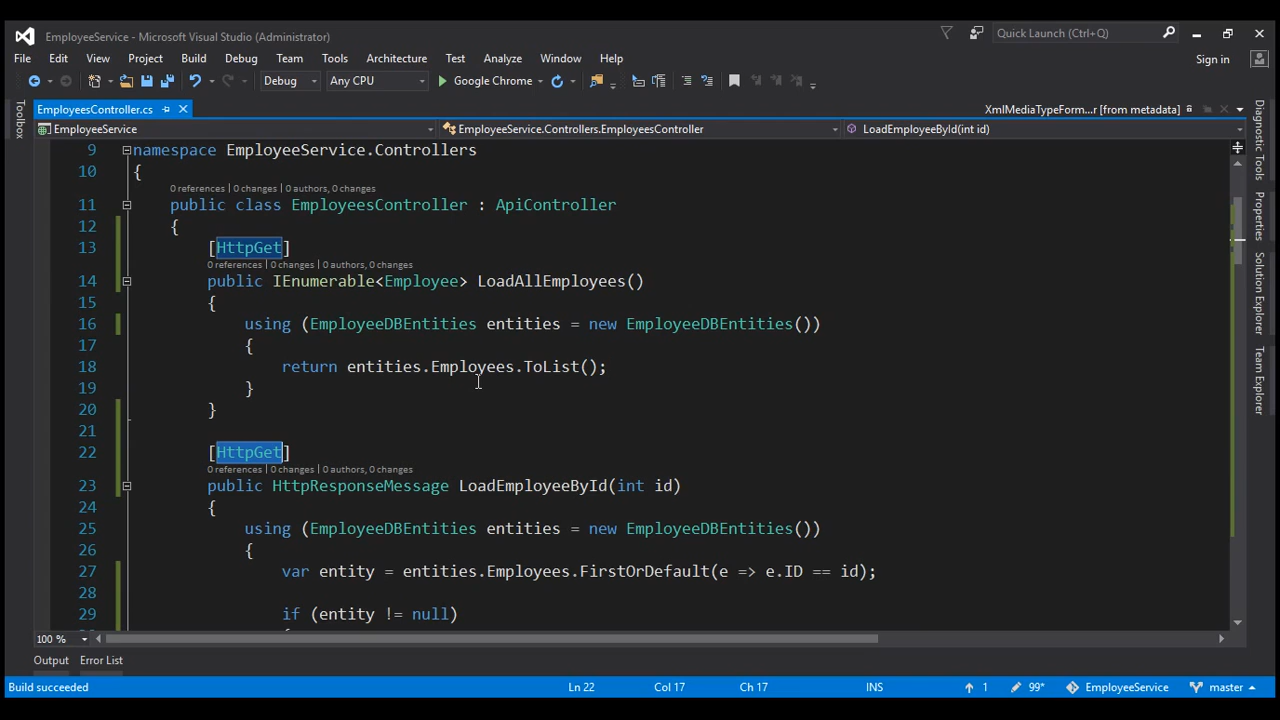 EmployeeService - Microsoft Visual Studio (Administrator)
Quick Launch (Ctrl+Q)
File Edit View Project Build Debug Team Tools Architecture Test Analyze Window Help
Sign in
Debug Any CPU Google Chrome
EmployeesController.cs
XmlMediaTypeForm...r [from metadata]
EmployeeService
EmployeeService.Controllers.EmployeesController
LoadEmployeeById(int id)
Toolbox
Diagnostic Tools
Properties
Solution Explorer
Team Explorer
9 namespace EmployeeService.Controllers
10 {
0 references | 0 changes | 0 authors, 0 changes
11 public class EmployeesController : ApiController
12 {
13 [HttpGet]
0 references | 0 changes | 0 authors, 0 changes
14 public IEnumerable<Employee> LoadAllEmployees()
15 {
16 using (EmployeeDBEntities entities = new EmployeeDBEntities())
17 {
18 return entities.Employees.ToList();
19 }
20 }
21
22 [HttpGet]
0 references | 0 changes | 0 authors, 0 changes
23 public HttpResponseMessage LoadEmployeeById(int id)
24 {
25 using (EmployeeDBEntities entities = new EmployeeDBEntities())
26 {
27 var entity = entities.Employees.FirstOrDefault(e => e.ID == id);
28
29 if (entity != null)
100 %
Output Error List
Build succeeded Ln 22 Col 17 Ch 17 INS 1 99* EmployeeService master